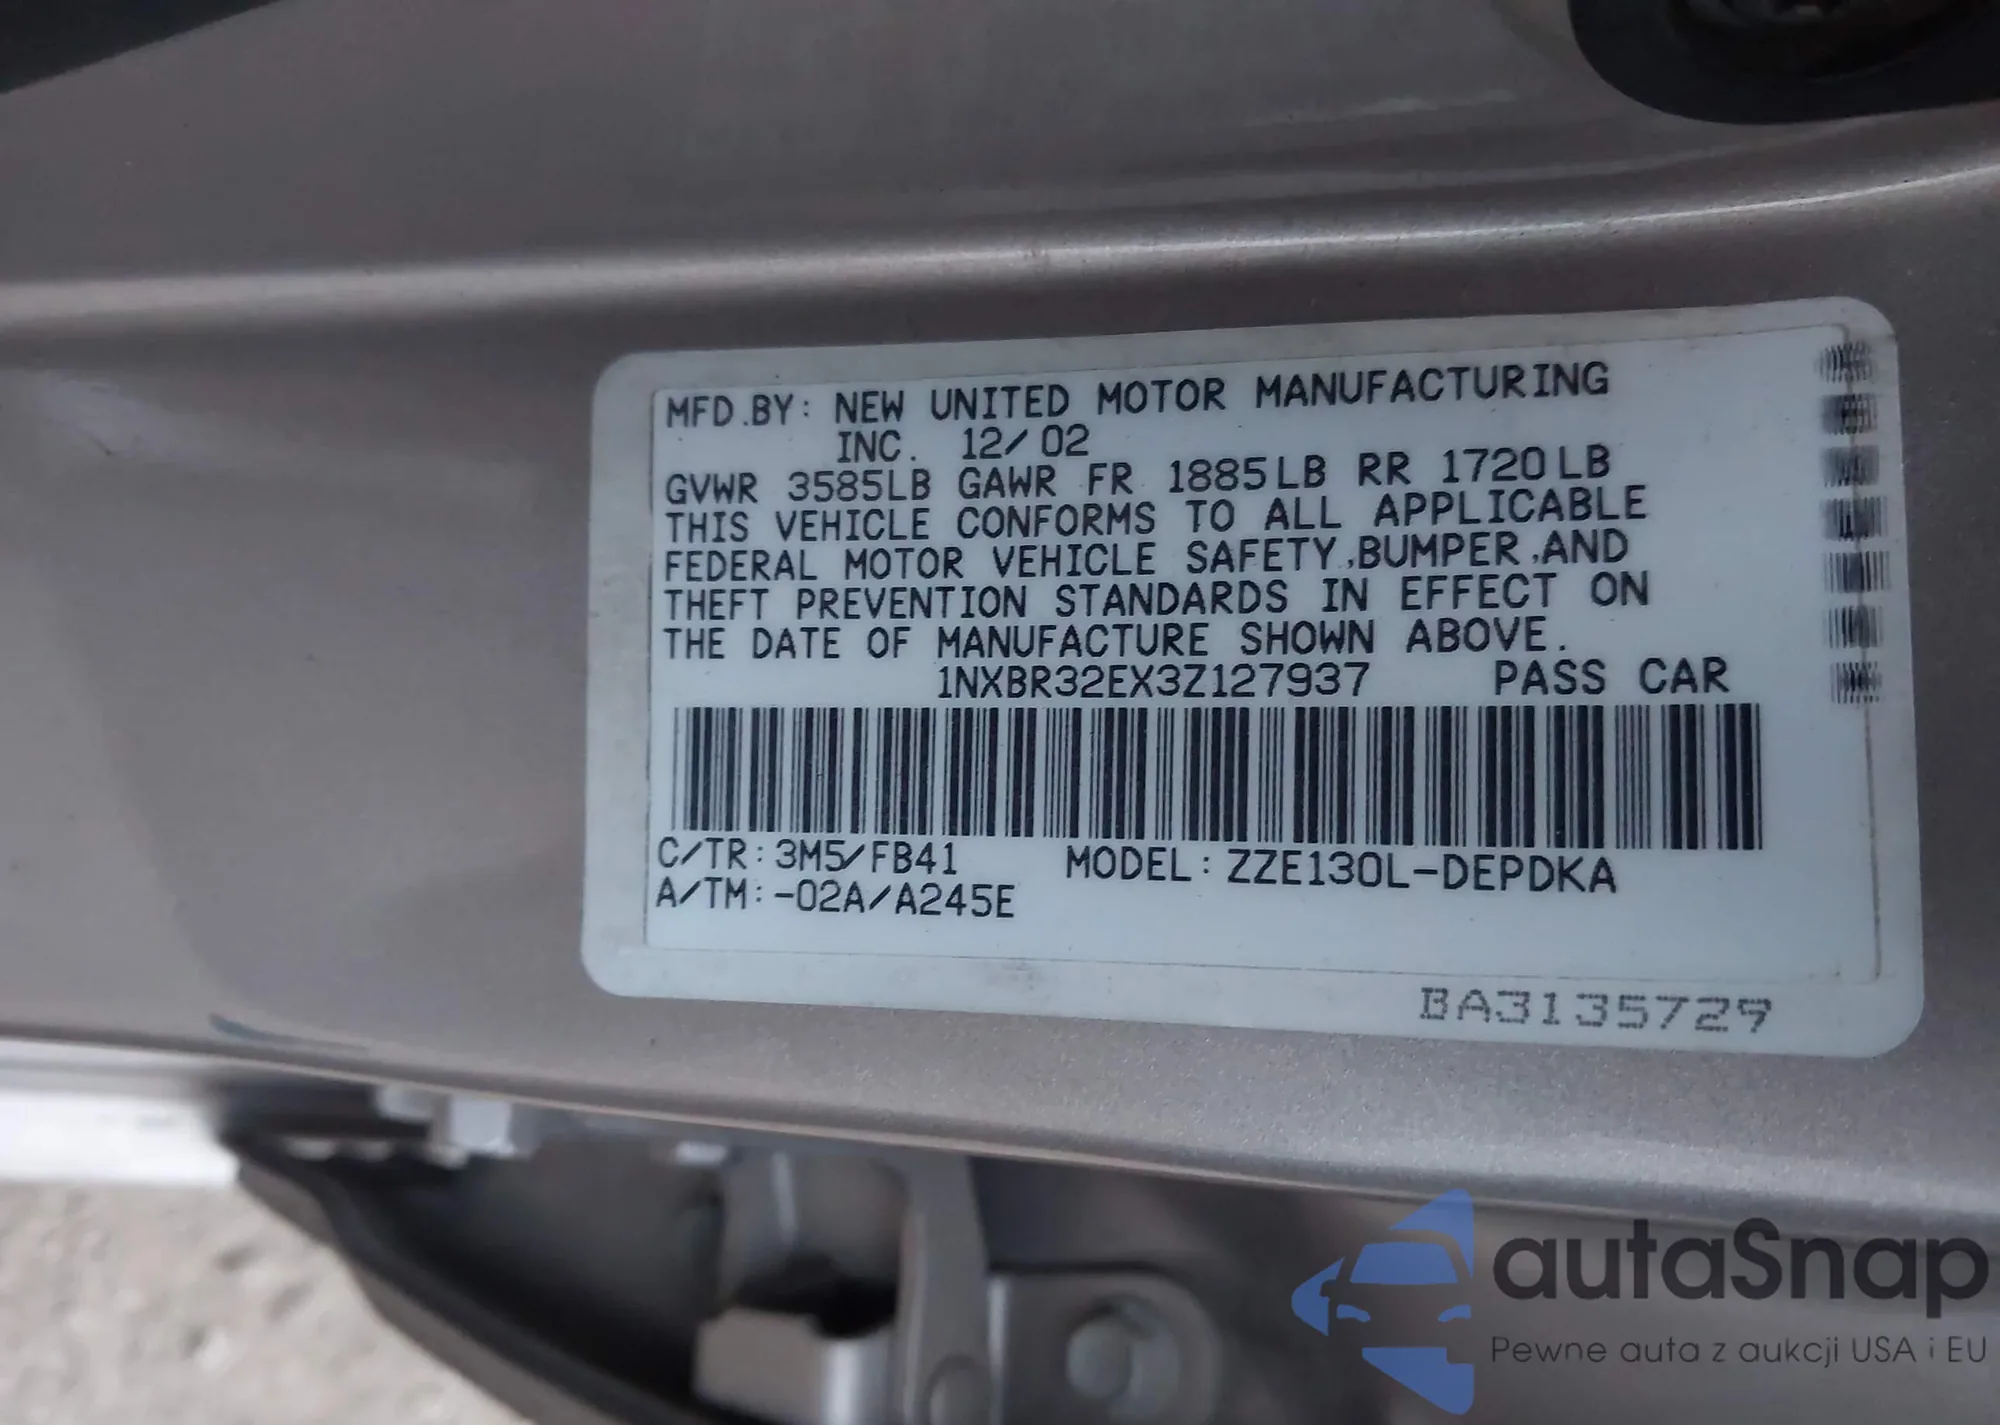 MFD.BY: NEW UNITED MOTOR MANUFACTURING
INC. 12/02
GVWR 3585LB GAWR FR 1885LB RR 1720LB
THIS VEHICLE CONFORMS TO ALL APPLICABLE
FEDERAL MOTOR VEHICLE SAFETY,BUMPER,AND
THEFT PREVENTION STANDARDS IN EFFECT ON
THE DATE OF MANUFACTURE SHOWN ABOVE.
1NXBR32EX3Z127937 PASS CAR
C/TR: 3M5/FB41 MODEL: ZZE130L-DEPDKA
A/TM: -02A/A245E
BA3135729
autaSnap
Pewne auta z aukcji USA i EU